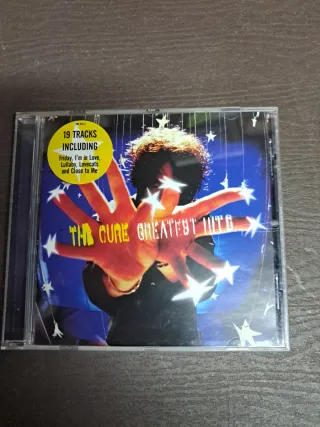 19 TRACKS
INCLUDING
Friday, I'm in Love,
Lullaby, Lovecats
and Close to Me
THE CURE GREATEST HITS